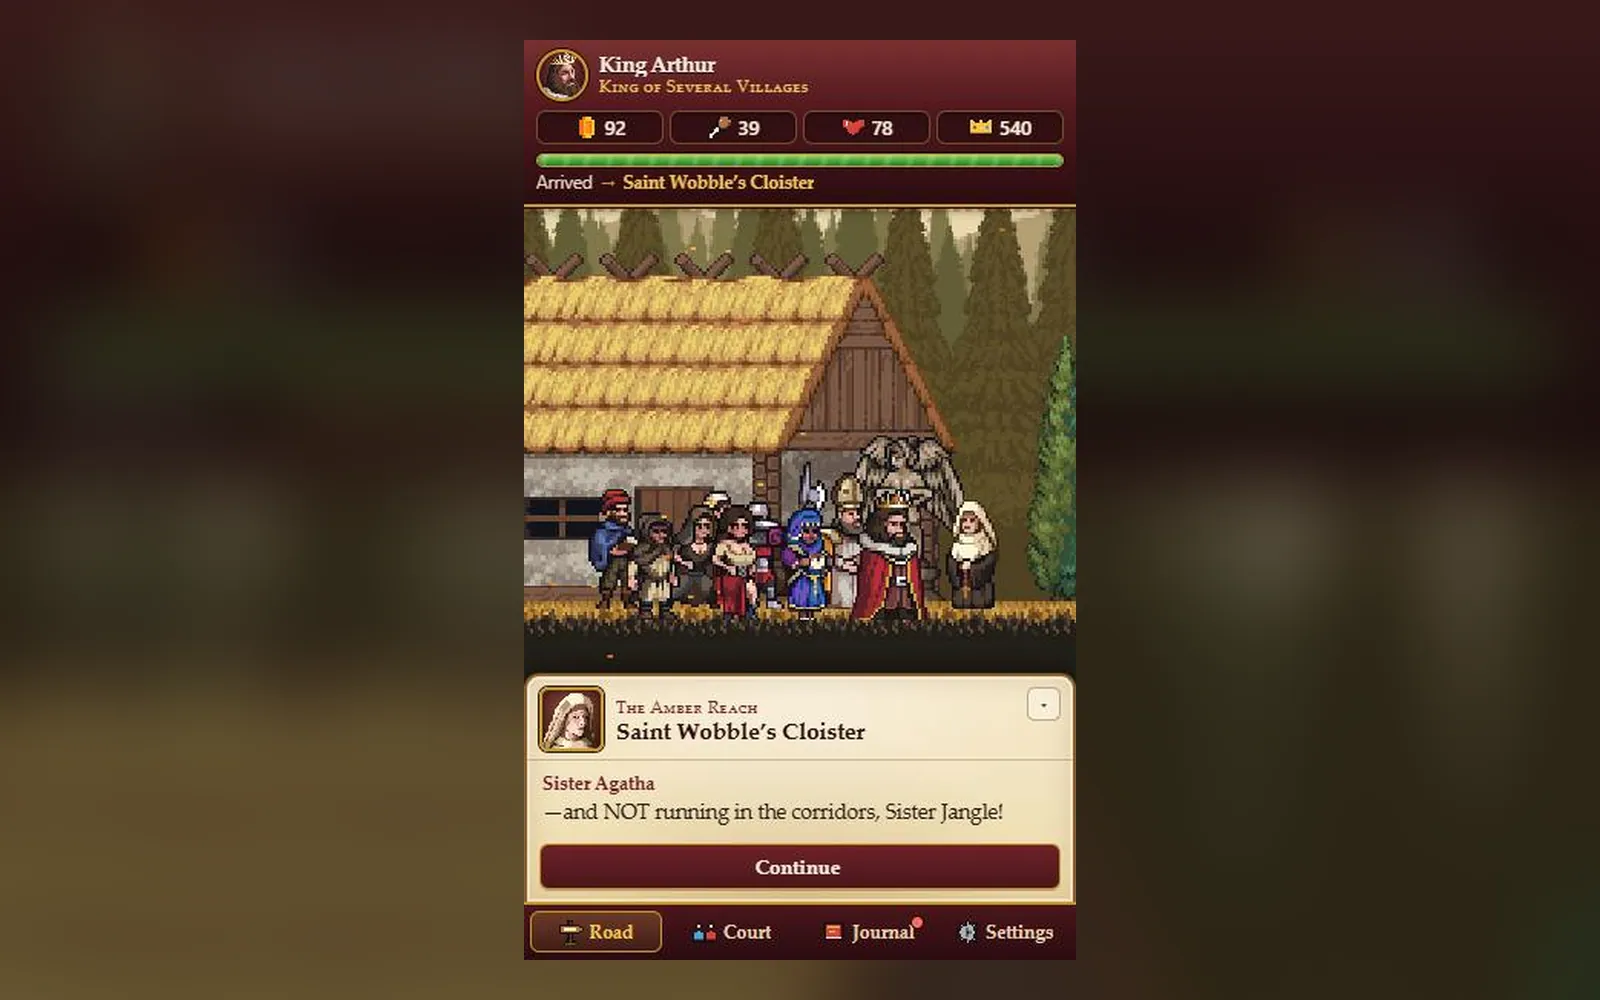 King Arthur
King of Several Villages
92
39
78
540
Arrived → Saint Wobble's Cloister
The Amber Reach
Saint Wobble's Cloister
Sister Agatha
—and NOT running in the corridors, Sister Jangle!
Continue
Road
Court
Journal
Settings